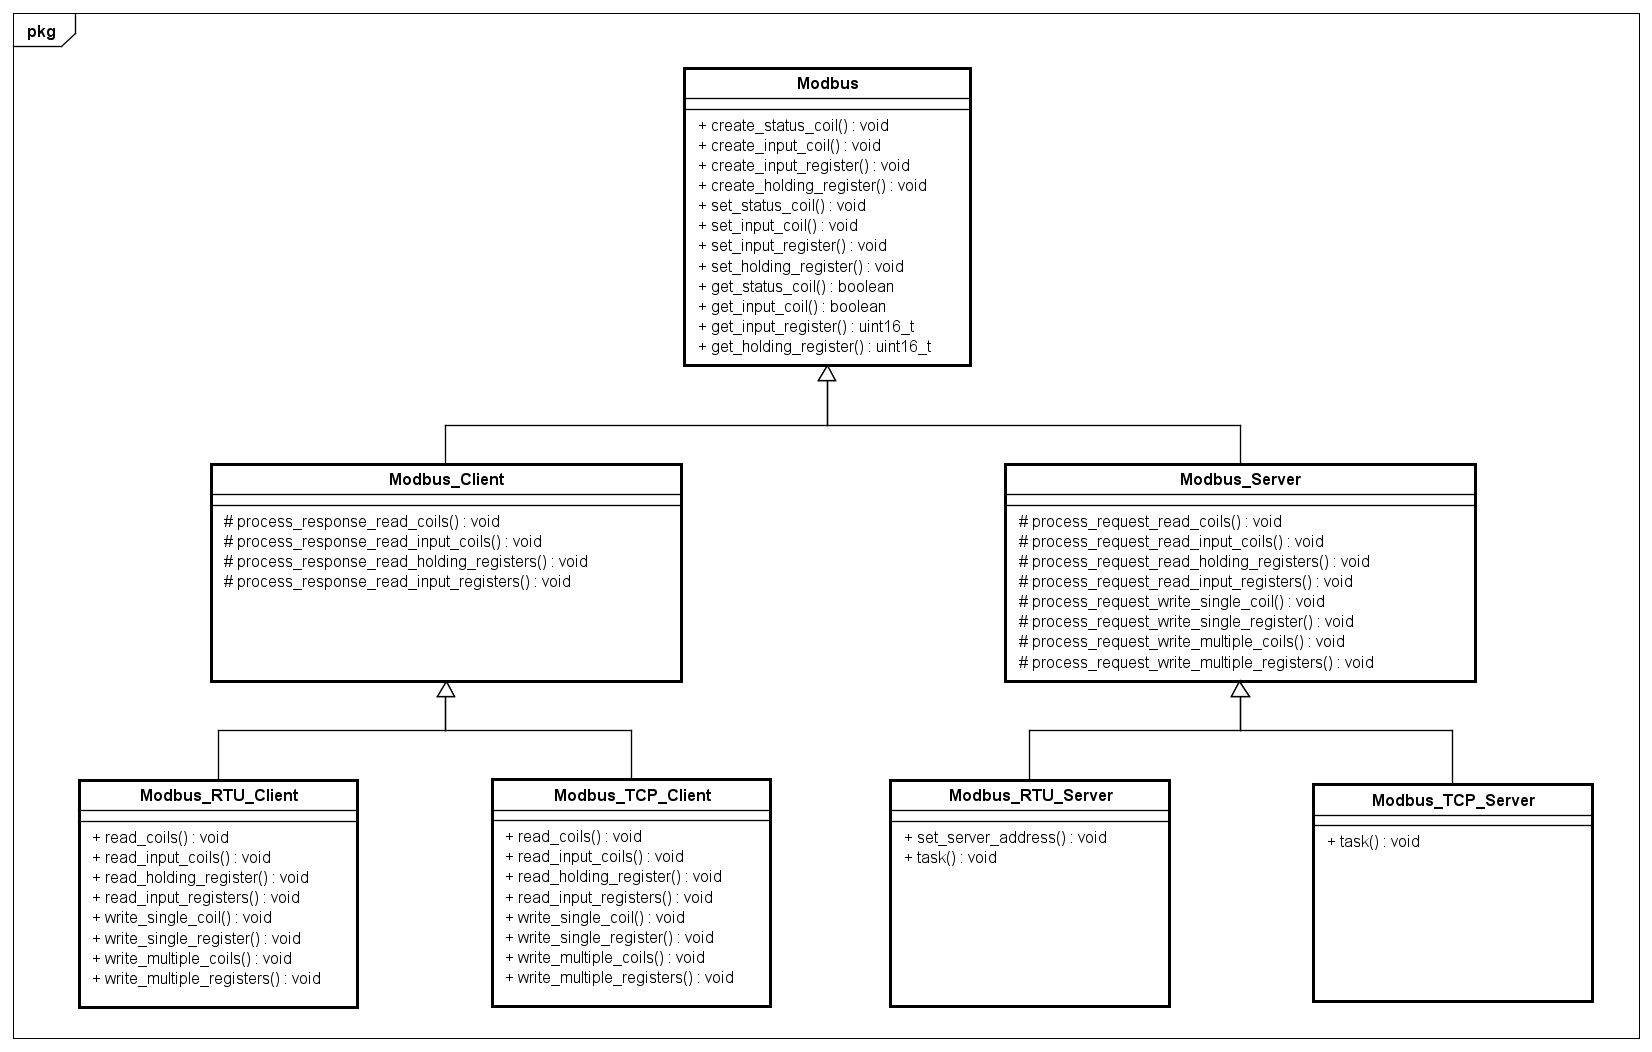 pkg
Modbus
+ create_status_coil() : void
+ create_input_coil() : void
+ create_input_register() : void
+ create_holding_register() : void
+ set_status_coil() : void
+ set_input_coil() : void
+ set_input_register() : void
+ set_holding_register() : void
+ get_status_coil() : boolean
+ get_input_coil() : boolean
+ get_input_register() : uint16_t
+ get_holding_register() : uint16_t
Modbus_Client
# process_response_read_coils() : void
# process_response_read_input_coils() : void
# process_response_read_holding_registers() : void
# process_response_read_input_registers() : void
Modbus_Server
# process_request_read_coils() : void
# process_request_read_input_coils() : void
# process_request_read_holding_registers() : void
# process_request_read_input_registers() : void
# process_request_write_single_coil() : void
# process_request_write_single_register() : void
# process_request_write_multiple_coils() : void
# process_request_write_multiple_registers() : void
Modbus_RTU_Client
+ read_coils() : void
+ read_input_coils() : void
+ read_holding_register() : void
+ read_input_registers() : void
+ write_single_coil() : void
+ write_single_register() : void
+ write_multiple_coils() : void
+ write_multiple_registers() : void
Modbus_TCP_Client
+ read_coils() : void
+ read_input_coils() : void
+ read_holding_register() : void
+ read_input_registers() : void
+ write_single_coil() : void
+ write_single_register() : void
+ write_multiple_coils() : void
+ write_multiple_registers() : void
Modbus_RTU_Server
+ set_server_address() : void
+ task() : void
Modbus_TCP_Server
+ task() : void